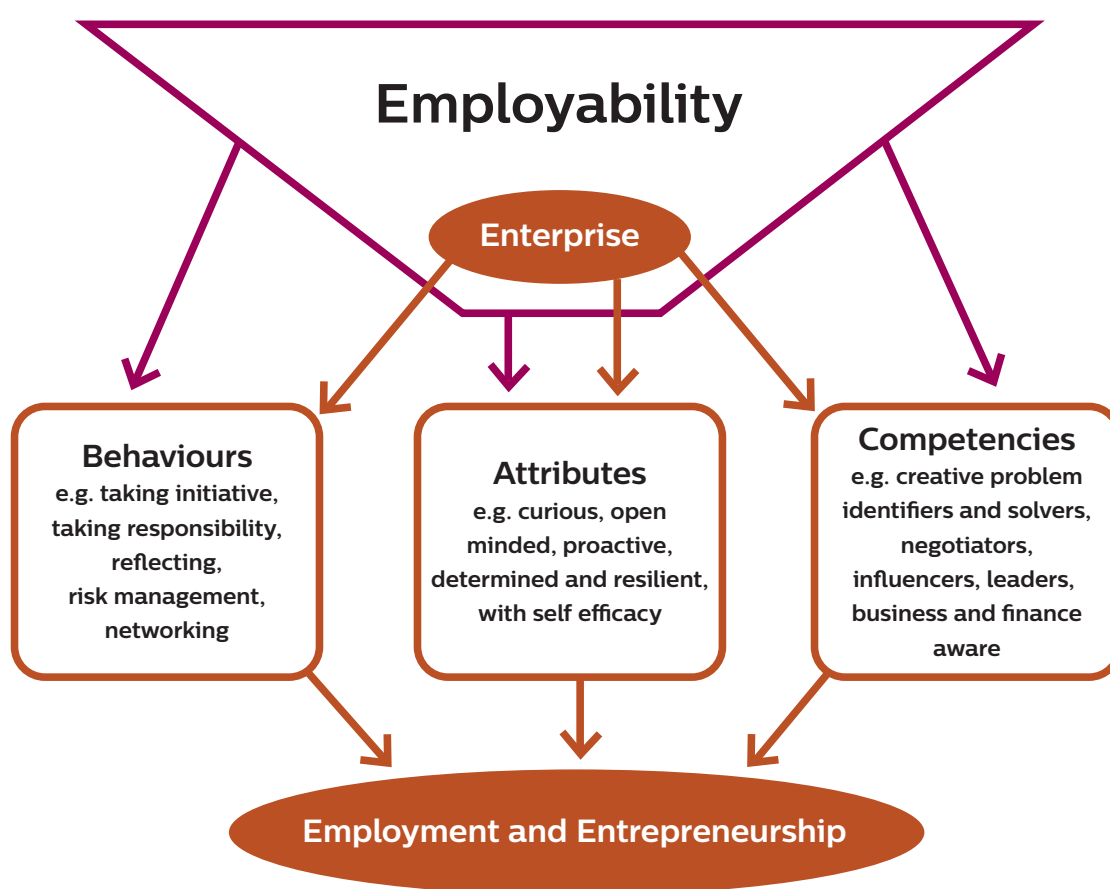 Employability
Enterprise
Behaviours
e.g. taking initiative,
taking responsibility,
reflecting,
risk management,
networking
Attributes
e.g. curious, open
minded, proactive,
determined and resilient,
with self efficacy
Competencies
e.g. creative problem
identifiers and solvers,
negotiators,
influencers, leaders,
business and finance
aware
Employment and Entrepreneurship